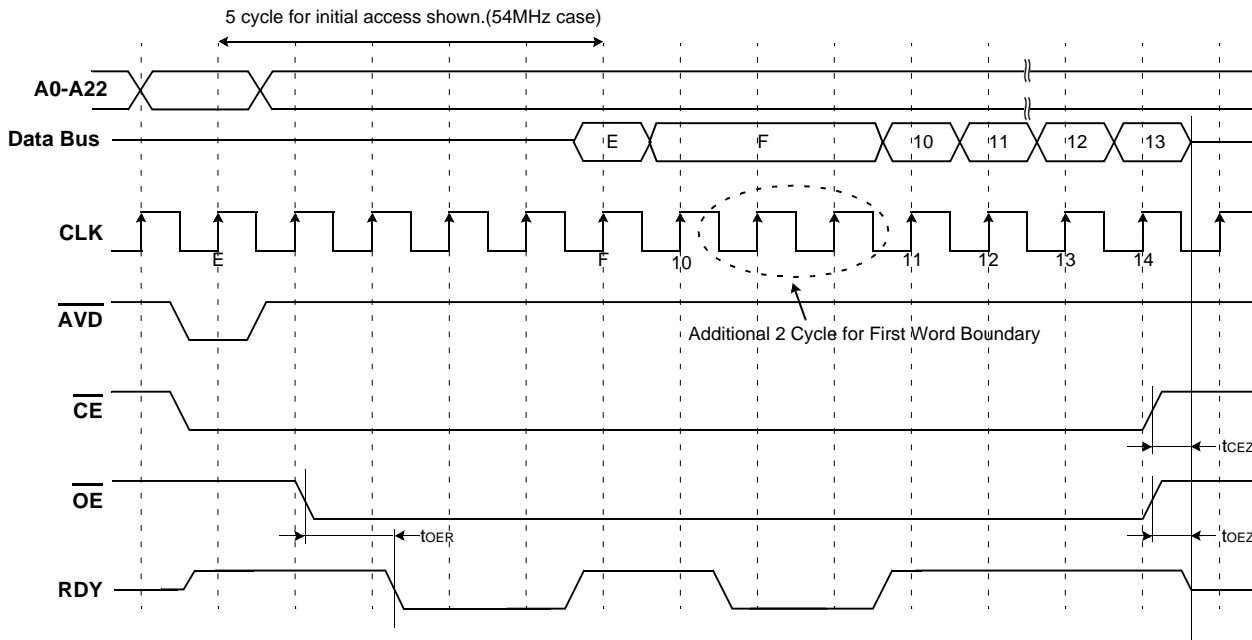 5 cycle for initial access shown.(54MHz case)
A0-A22
Data Bus
E
F
10
11
12
13
CLK
E
F
10
11
12
13
14
AVD
Additional 2 Cycle for First Word Boundary
CE
tCEZ
OE
tOER
tOEZ
RDY